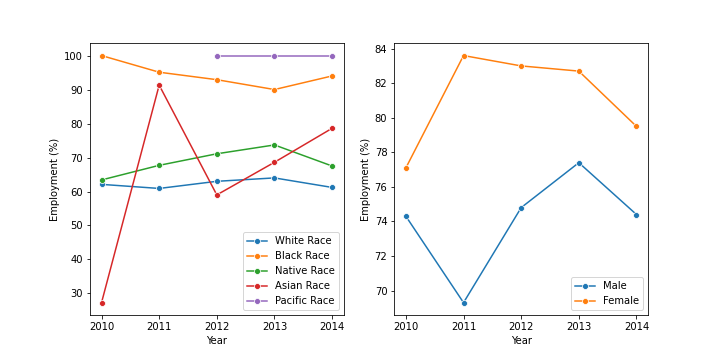 100
90
80
70
60
50
40
30
Employment (%)
2010 2011 2012 2013 2014
Year
White Race
Black Race
Native Race
Asian Race
Pacific Race
84
82
80
78
76
74
72
70
Employment (%)
2010 2011 2012 2013 2014
Year
Male
Female